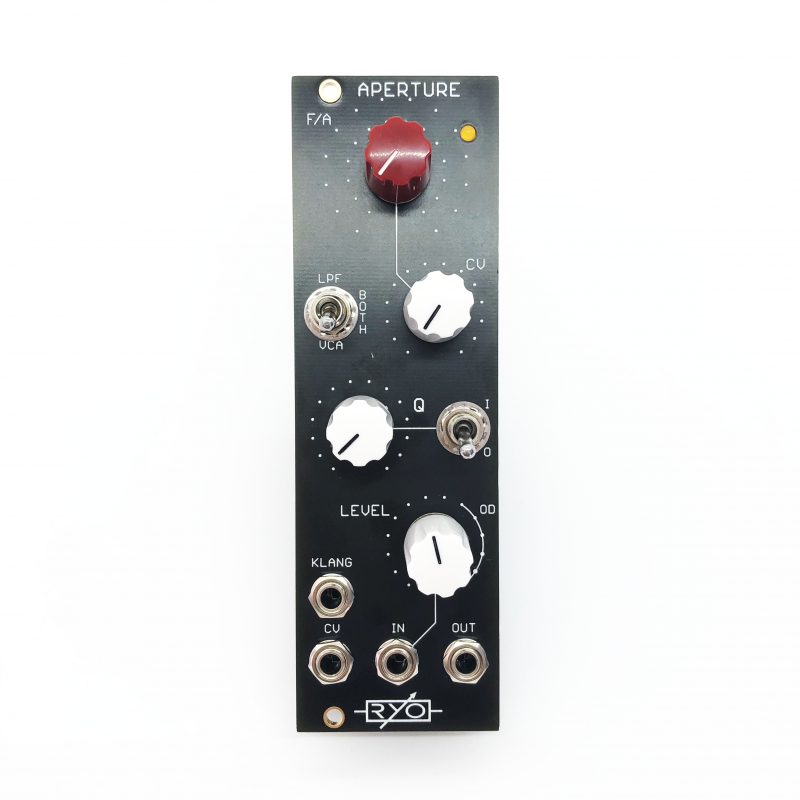 APERTURE
F/A
CV
LPF
BOTH
VCA
Q
I
O
LEVEL
OD
KLANG
CV
IN
OUT
RYO